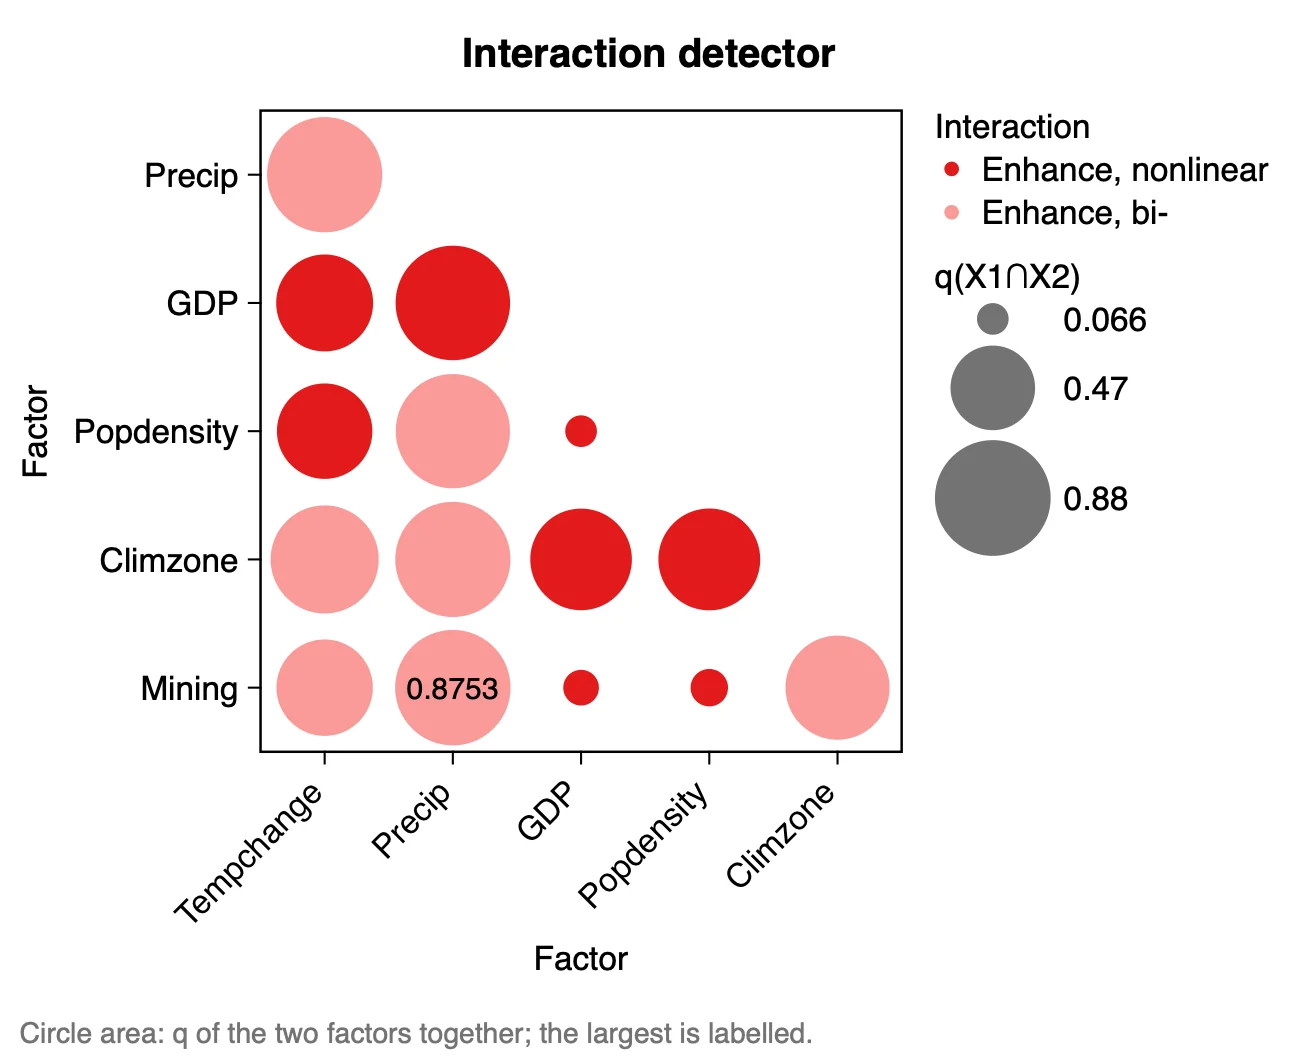 Interaction detector
Interaction
Enhance, nonlinear
Enhance, bi-
q(X1∩X2)
0.066
0.47
0.88
Factor
Precip
GDP
Popdensity
Climzone
Mining
0.8753
Tempchange
Precip
GDP
Popdensity
Climzone
Factor
Circle area: q of the two factors together; the largest is labelled.